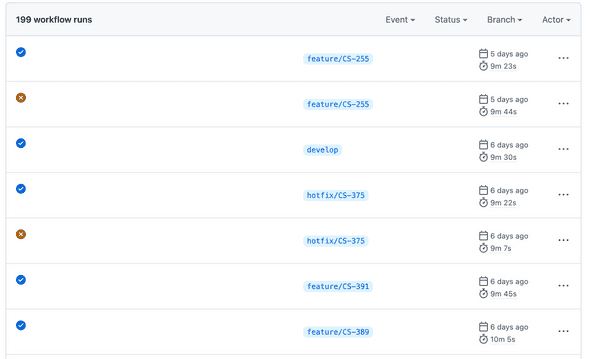 199 workflow runs
Event Status Branch Actor
feature/CS-255
5 days ago
9m 23s
feature/CS-255
5 days ago
9m 44s
develop
6 days ago
9m 30s
hotfix/CS-375
6 days ago
9m 22s
hotfix/CS-375
6 days ago
9m 7s
feature/CS-391
6 days ago
9m 45s
feature/CS-389
6 days ago
10m 5s